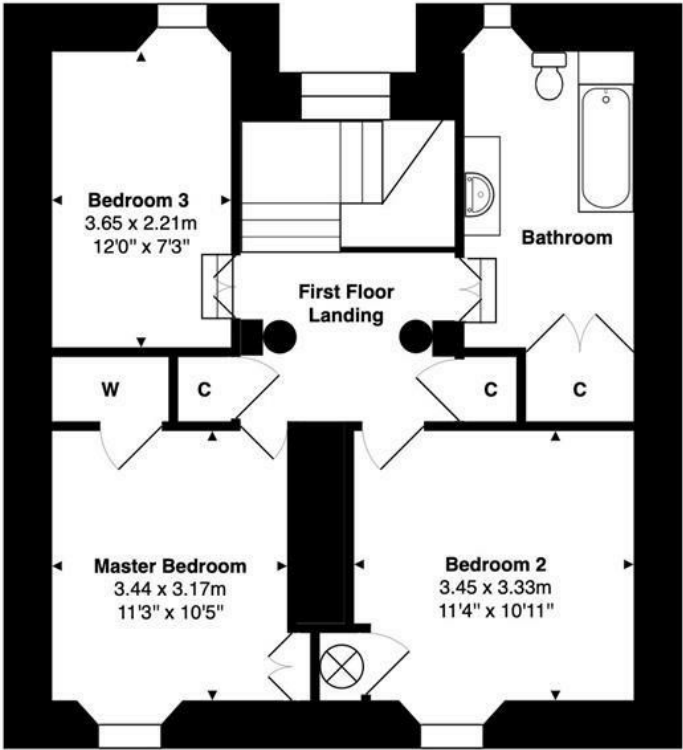 Bedroom 3
3.65 x 2.21m
12'0" x 7'3"
Bathroom
First Floor
Landing
W
C
C
C
Master Bedroom
3.44 x 3.17m
11'3" x 10'5"
Bedroom 2
3.45 x 3.33m
11'4" x 10'11"